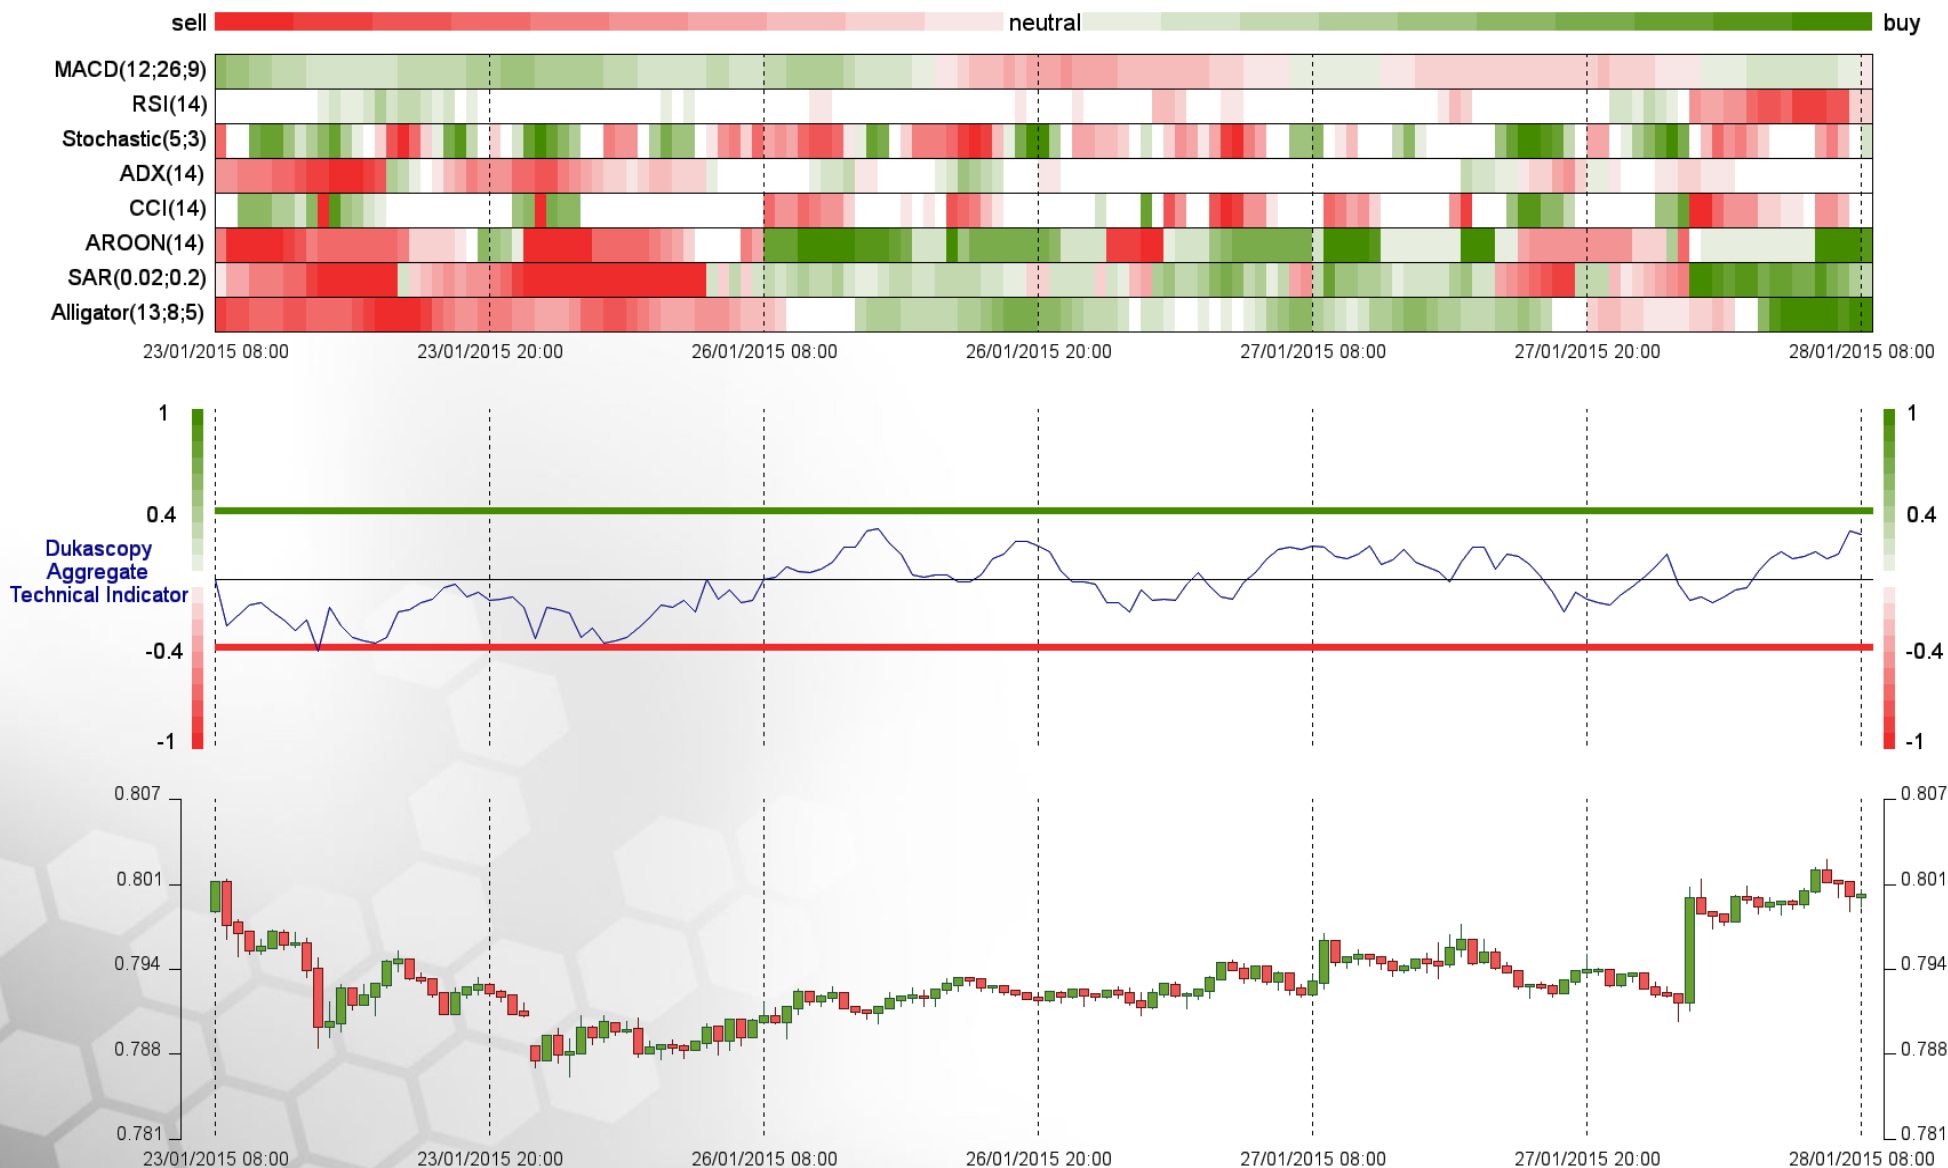 sell neutral buy
MACD(12;26;9)
RSI(14)
Stochastic(5;3)
ADX(14)
CCI(14)
AROON(14)
SAR(0.02;0.2)
Alligator(13;8;5)
23/01/2015 08:00 23/01/2015 20:00 26/01/2015 08:00 26/01/2015 20:00 27/01/2015 08:00 27/01/2015 20:00 28/01/2015 08:00
1 1
0.4 0.4
Dukascopy
Aggregate
Technical Indicator
-0.4 -0.4
-1 -1
0.807 0.807
0.801 0.801
0.794 0.794
0.788 0.788
0.781 0.781
23/01/2015 08:00 23/01/2015 20:00 26/01/2015 08:00 26/01/2015 20:00 27/01/2015 08:00 27/01/2015 20:00 28/01/2015 08:00